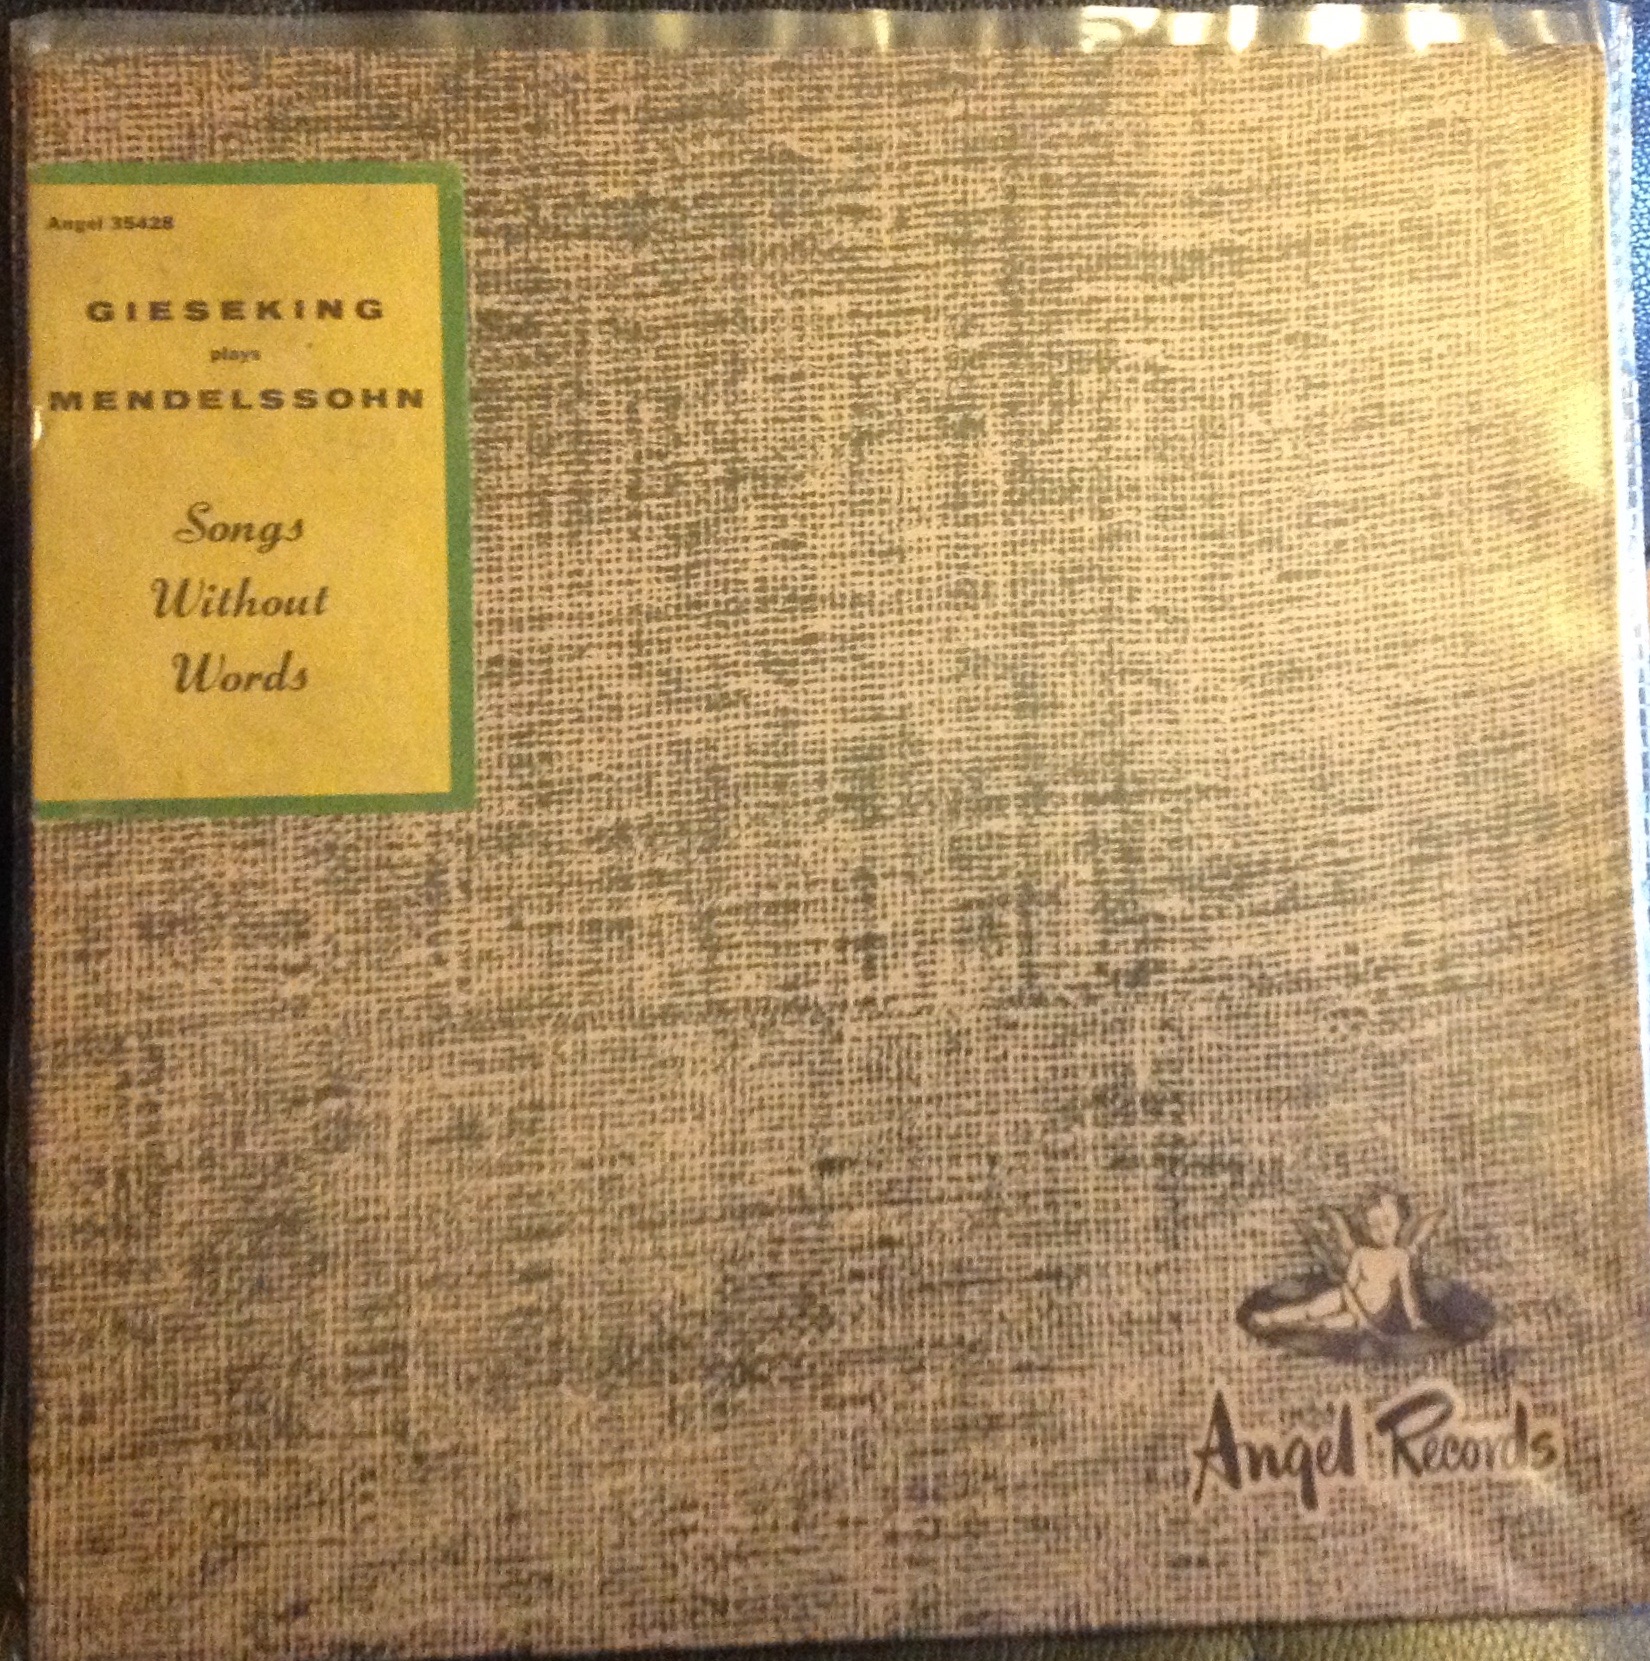 Angel 35428
GIESEKING
plays
MENDELSSOHN
Songs
Without
Words
Angel Records